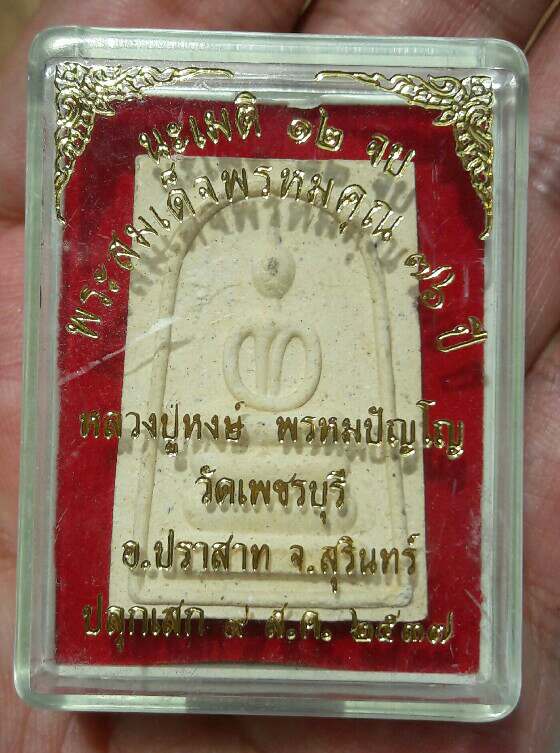 นะเมติ ๑๒ จบ
พระสมเด็จพรหมคุณ ๗๖ ปี
หลวงปู่หงษ์ พรหมปัญโญ
วัดเพชรบุรี
อ.ปราสาท จ.สุรินทร์
ปลุกเสก ๙ ส.ค. ๒๕๓๗